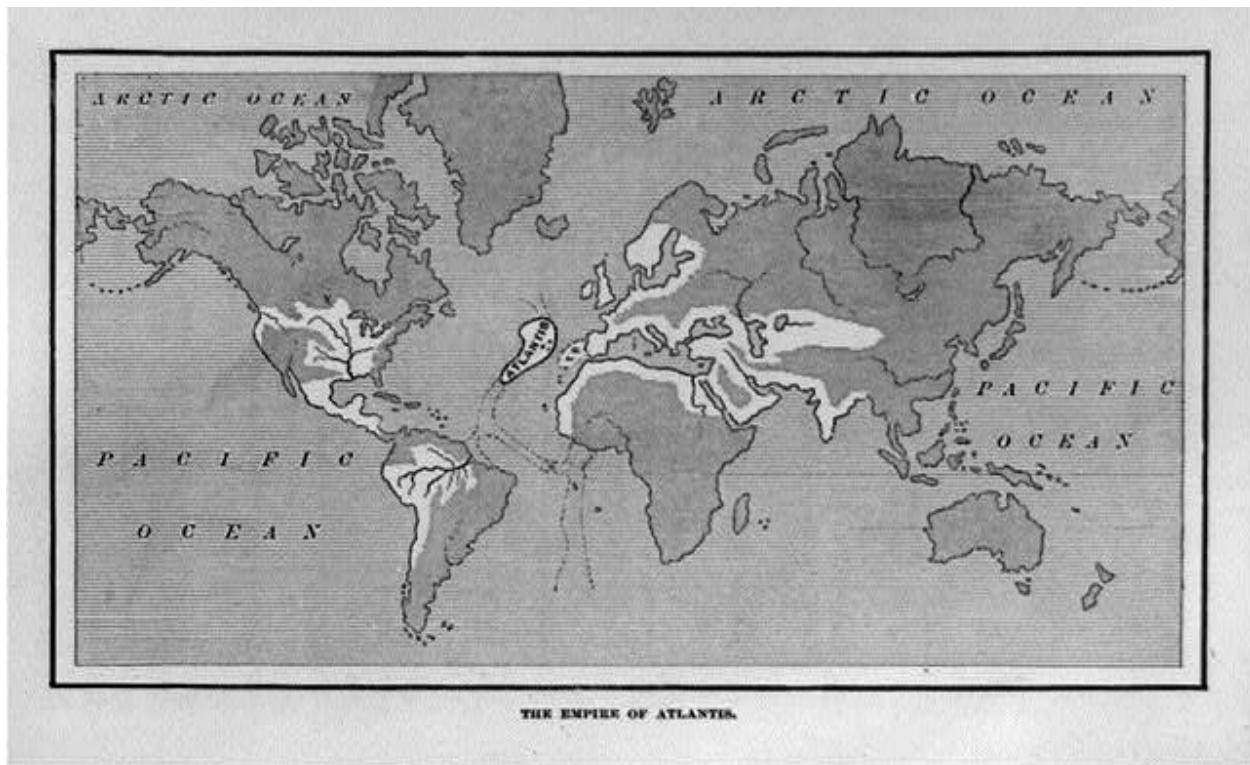 ARCTIC OCEAN
ARCTIC OCEAN
ATLANTIS
PACIFIC
OCEAN
PACIFIC
OCEAN
THE EMPIRE OF ATLANTIS.